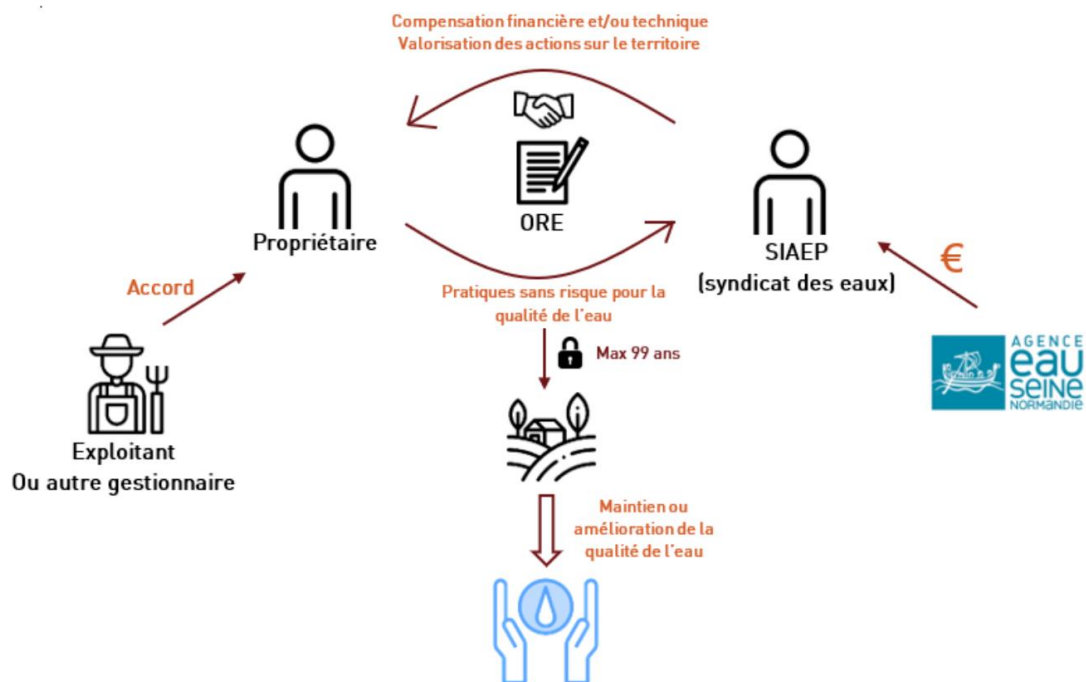 Compensation financière et/ou technique
Valorisation des actions sur le territoire
ORE
Propriétaire
SIAEP
(syndicat des eaux)
Accord
€
Pratiques sans risque pour la
qualité de l'eau
Max 99 ans
AGENCE
eau
SEINE
NORMANDIE
Exploitant
Ou autre gestionnaire
Maintien ou
amélioration de la
qualité de l'eau